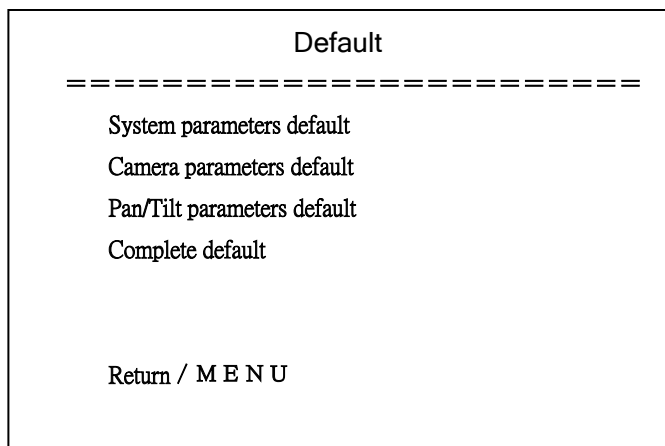 Default
========================
System parameters default
Camera parameters default
Pan/Tilt parameters default
Complete default
Return / M E N U